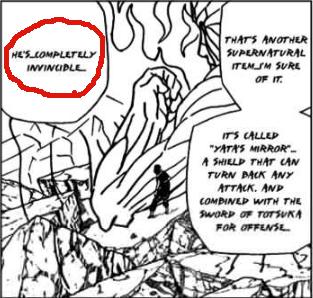 HE'S...COMPLETELY
INVINCIBLE...
THAT'S ANOTHER
SUPERNATURAL
ITEM...I'M SURE
OF IT.
IT'S CALLED
"YATA'S MIRROR"...
A SHIELD THAT CAN
TURN BACK ANY
ATTACK. AND
COMBINED WITH THE
SWORD OF TOTSUKA
FOR OFFENSE...